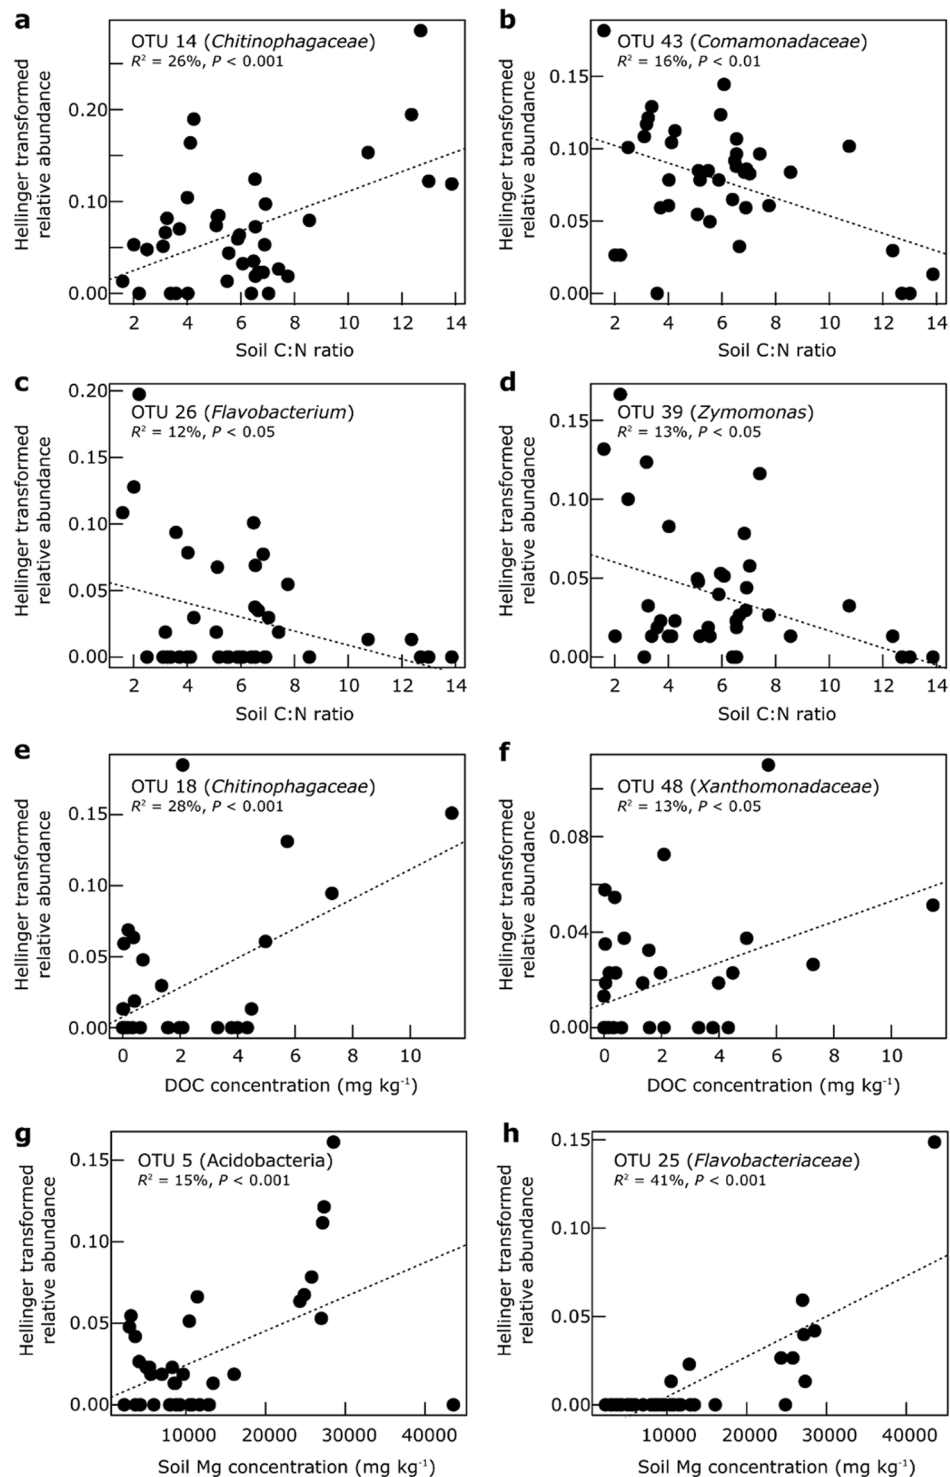 a
OTU 14 (Chitinophagaceae)
R² = 26%, P < 0.001
Hellinger transformed
relative abundance
0.20
0.10
0.00
2 4 6 8 10 12 14
Soil C:N ratio
b
OTU 43 (Comamonadaceae)
R² = 16%, P < 0.01
Hellinger transformed
relative abundance
0.15
0.10
0.05
0.00
2 4 6 8 10 12 14
Soil C:N ratio
c
OTU 26 (Flavobacterium)
R² = 12%, P < 0.05
Hellinger transformed
relative abundance
0.20
0.15
0.10
0.05
0.00
2 4 6 8 10 12 14
Soil C:N ratio
d
OTU 39 (Zymomonas)
R² = 13%, P < 0.05
Hellinger transformed
relative abundance
0.15
0.10
0.05
0.00
2 4 6 8 10 12 14
Soil C:N ratio
e
OTU 18 (Chitinophagaceae)
R² = 28%, P < 0.001
Hellinger transformed
relative abundance
0.15
0.10
0.05
0.00
0 2 4 6 8 10
DOC concentration (mg kg⁻¹)
f
OTU 48 (Xanthomonadaceae)
R² = 13%, P < 0.05
Hellinger transformed
relative abundance
0.08
0.04
0.00
0 2 4 6 8 10
DOC concentration (mg kg⁻¹)
g
OTU 5 (Acidobacteria)
R² = 15%, P < 0.001
Hellinger transformed
relative abundance
0.15
0.10
0.05
0.00
10000 20000 30000 40000
Soil Mg concentration (mg kg⁻¹)
h
OTU 25 (Flavobacteriaceae)
R² = 41%, P < 0.001
Hellinger transformed
relative abundance
0.15
0.10
0.05
0.00
10000 20000 30000 40000
Soil Mg concentration (mg kg⁻¹)